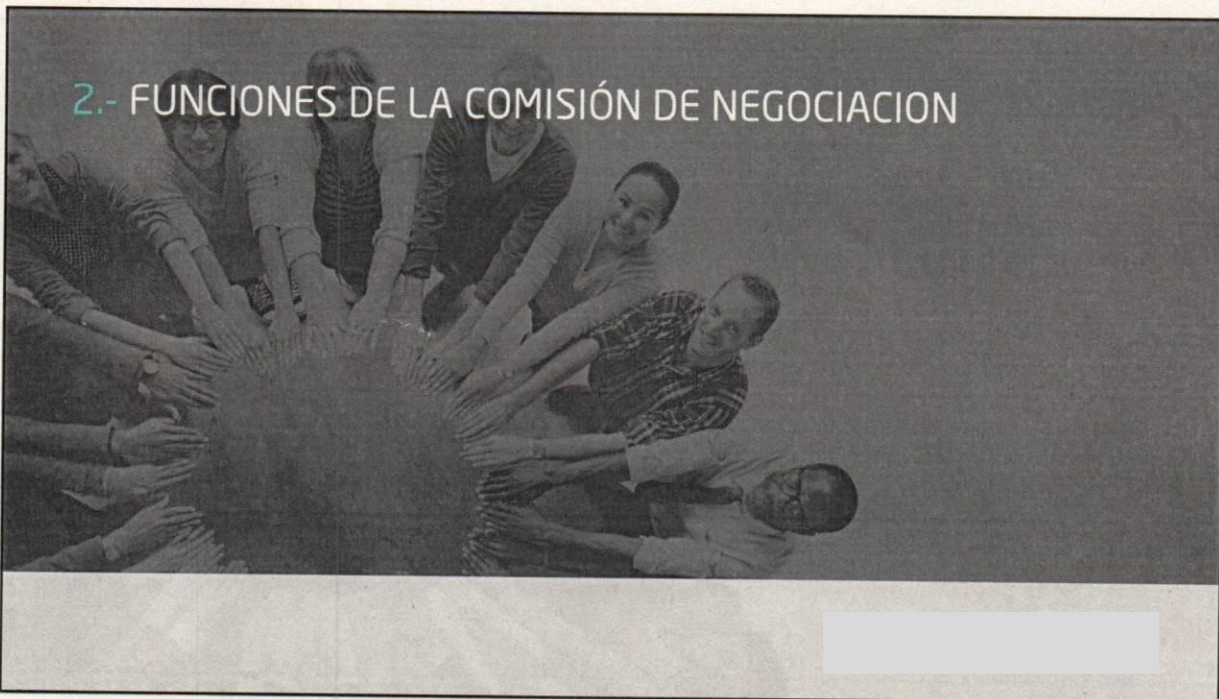 2.- FUNCIONES DE LA COMISIÓN DE NEGOCIACION